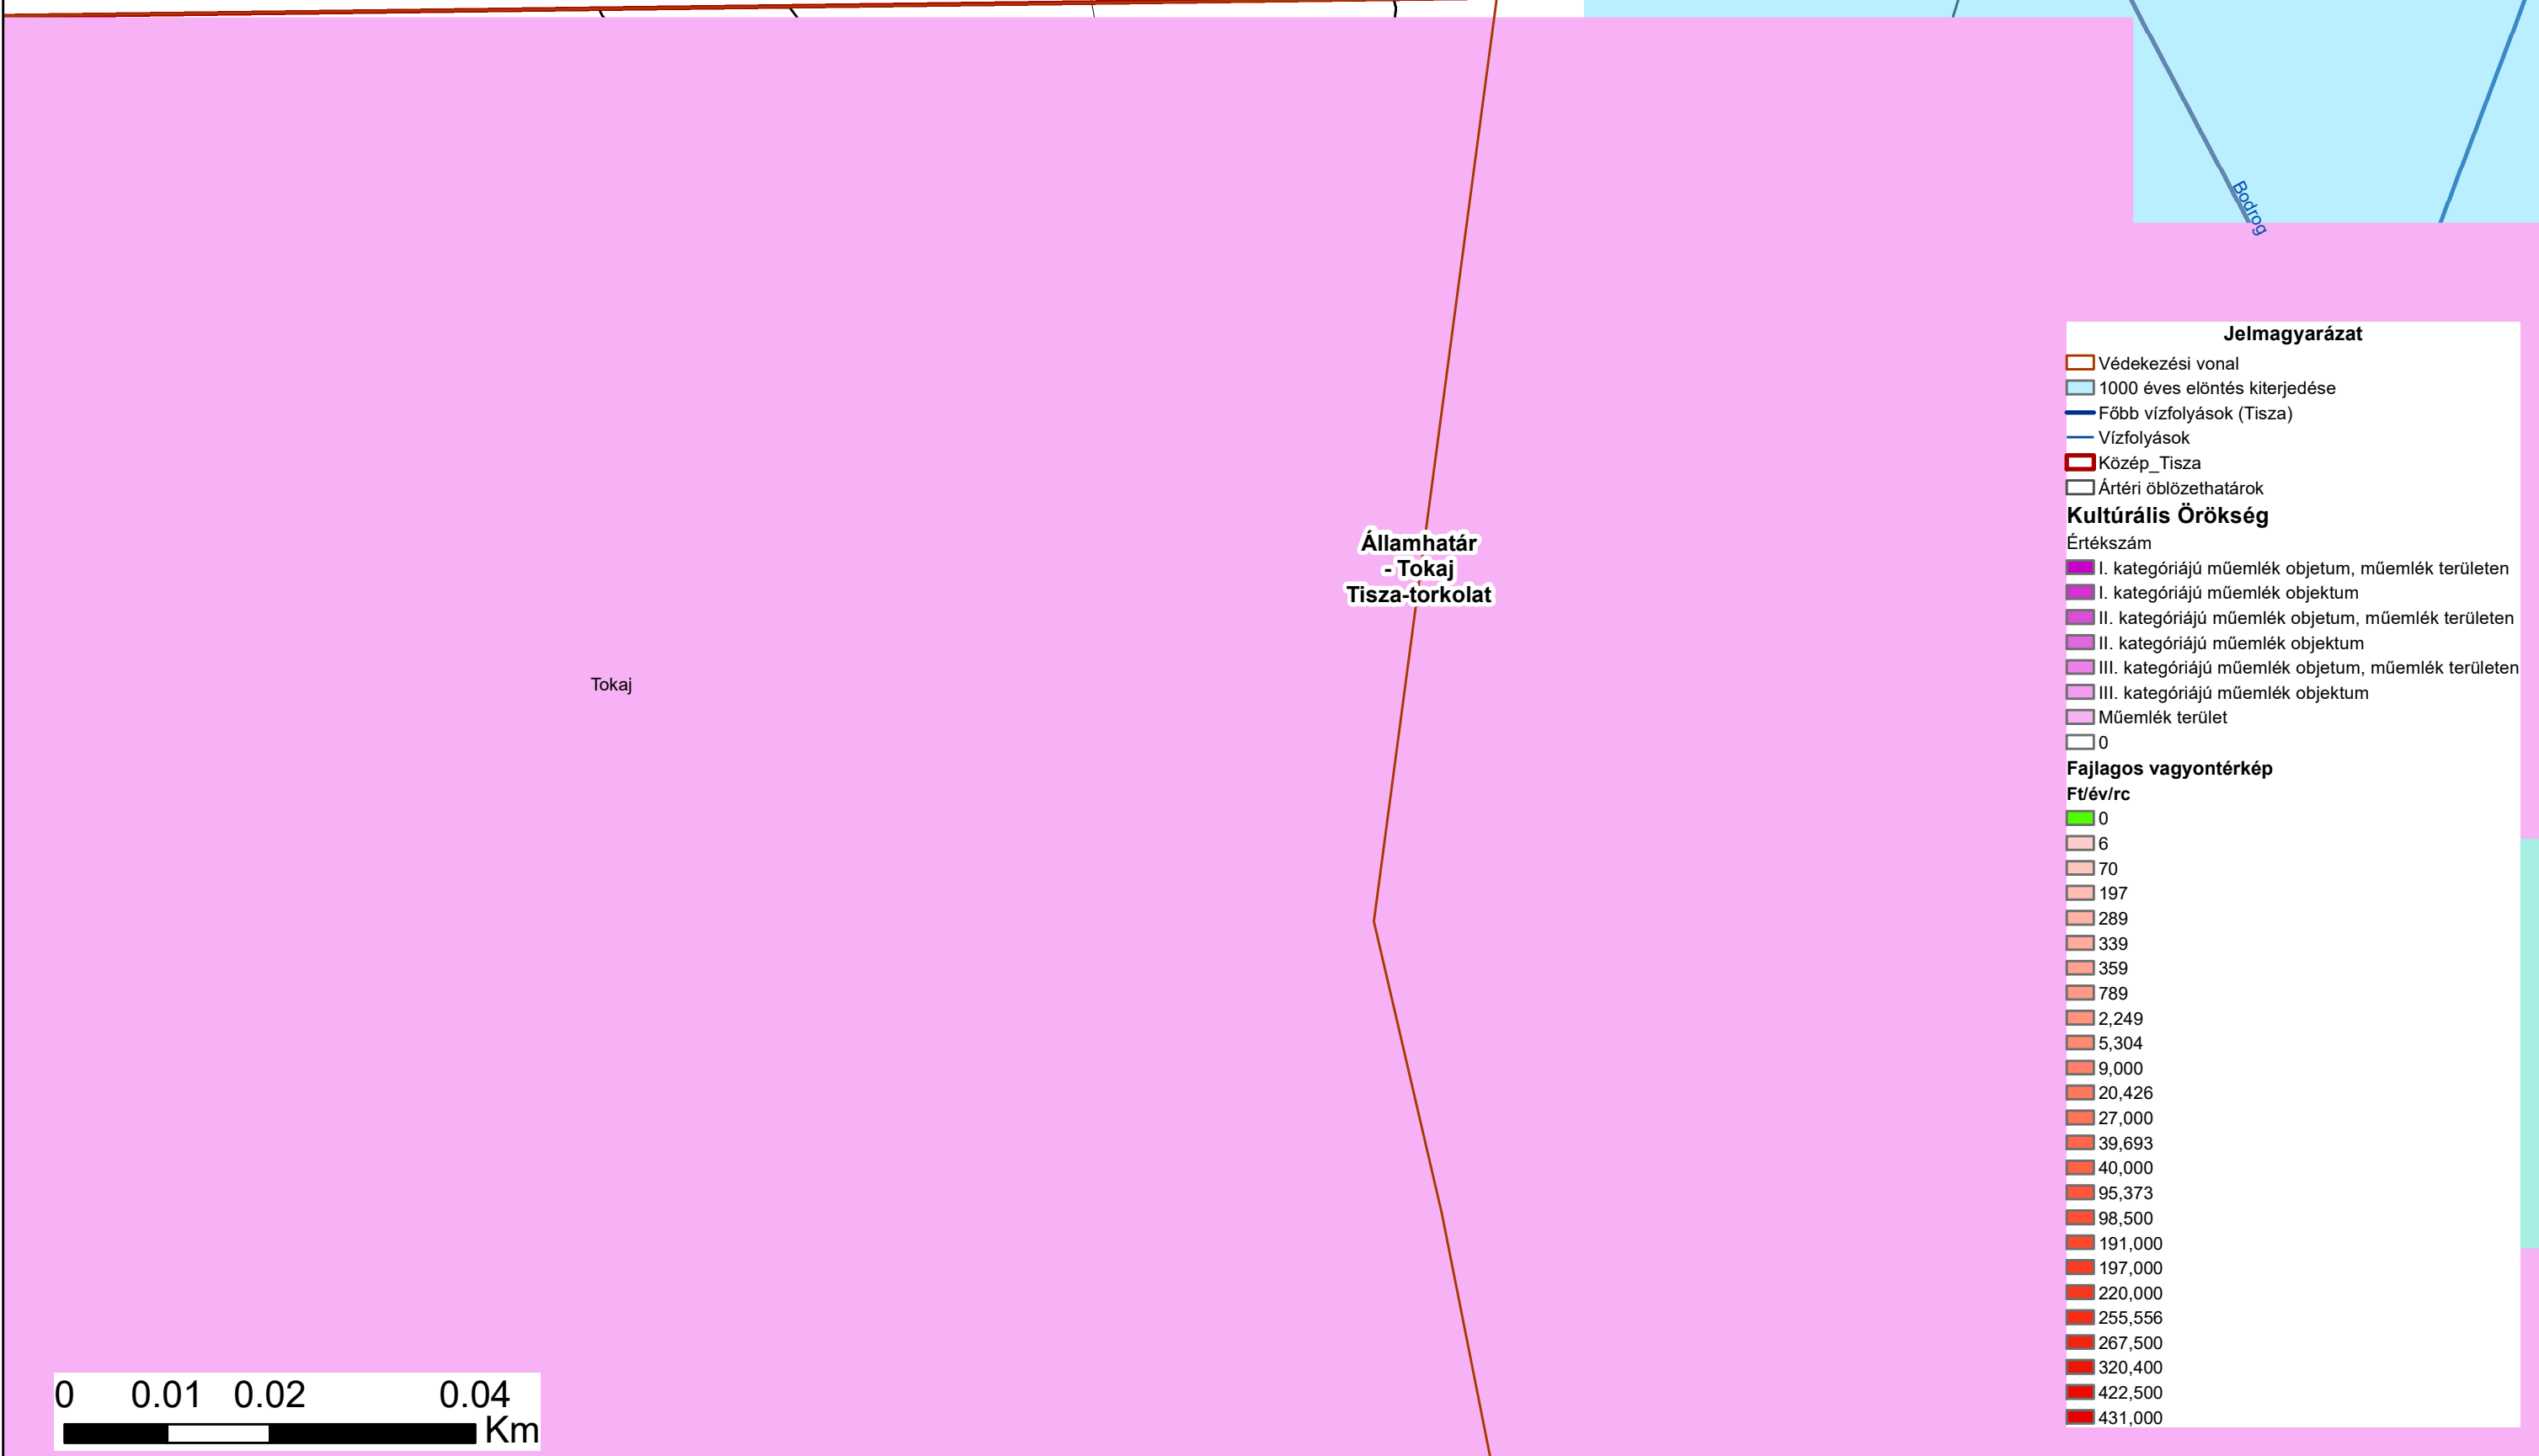 Bodrog
Államhatár
- Tokaj
Tisza-torkolat
Tokaj
Jelmagyarázat
Védekezési vonal
1000 éves elöntés kiterjedése
Főbb vízfolyások (Tisza)
Vízfolyások
Közép_Tisza
Ártéri öblözethatárok
Kultúrális Örökség
Értékszám
I. kategóriájú műemlék objetum, műemlék területen
I. kategóriájú műemlék objektum
II. kategóriájú műemlék objetum, műemlék területen
II. kategóriájú műemlék objektum
III. kategóriájú műemlék objetum, műemlék területen
III. kategóriájú műemlék objektum
Műemlék terület
0
Fajlagos vagyontérkép
Ft/év/rc
0
6
70
197
289
339
359
789
2,249
5,304
9,000
20,426
27,000
39,693
40,000
95,373
98,500
191,000
197,000
220,000
255,556
267,500
320,400
422,500
431,000
0 0.01 0.02 0.04
Km